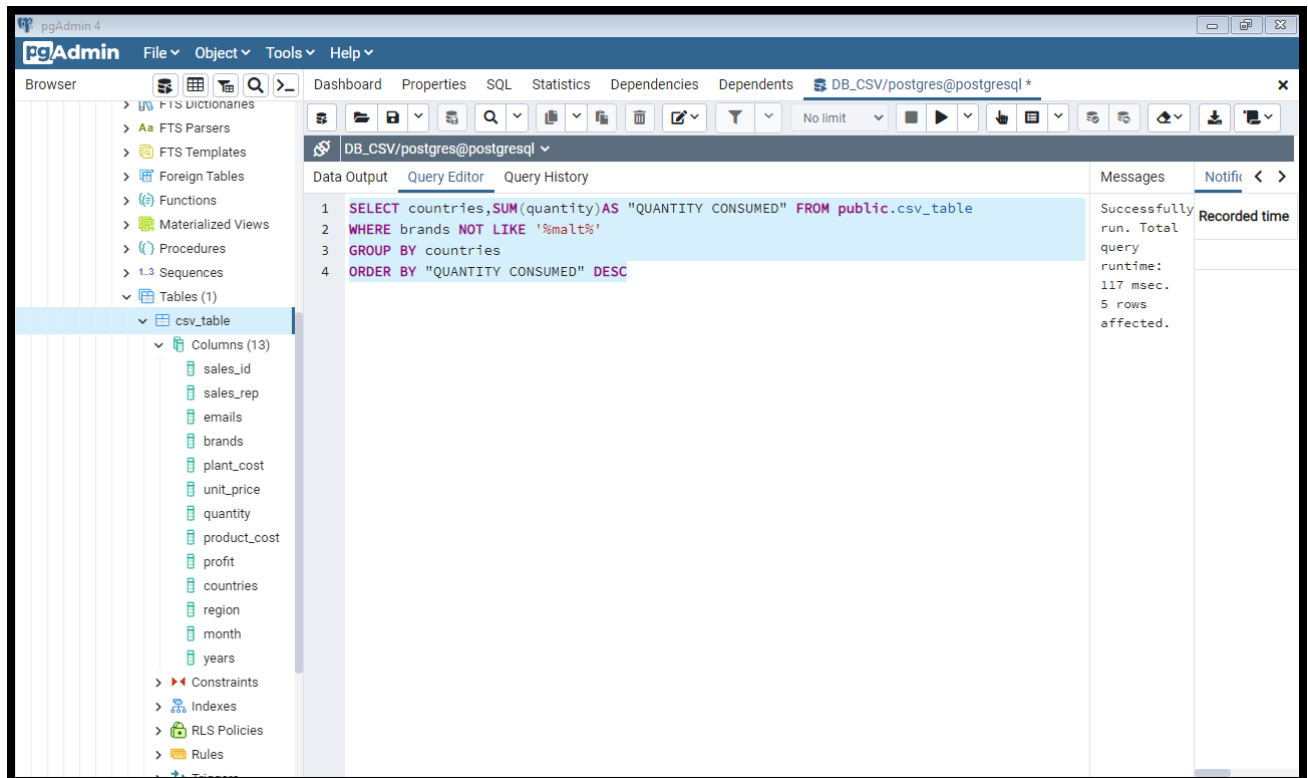 pgAdmin 4
pgAdmin File Object Tools Help
Browser
Dashboard Properties SQL Statistics Dependencies Dependents DB_CSV/postgres@postgresql *
FTS Dictionaries
Aa FTS Parsers
FTS Templates
Foreign Tables
Functions
Materialized Views
Procedures
1..3 Sequences
Tables (1)
csv_table
Columns (13)
sales_id
sales_rep
emails
brands
plant_cost
unit_price
quantity
product_cost
profit
countries
region
month
years
Constraints
Indexes
RLS Policies
Rules
Triggers
No limit
DB_CSV/postgres@postgresql
Data Output Query Editor Query History
1 SELECT countries,SUM(quantity)AS "QUANTITY CONSUMED" FROM public.csv_table
2 WHERE brands NOT LIKE '%malt%'
3 GROUP BY countries
4 ORDER BY "QUANTITY CONSUMED" DESC
Messages
Successfully
run. Total
query
runtime:
117 msec.
5 rows
affected.
Notific
Recorded time